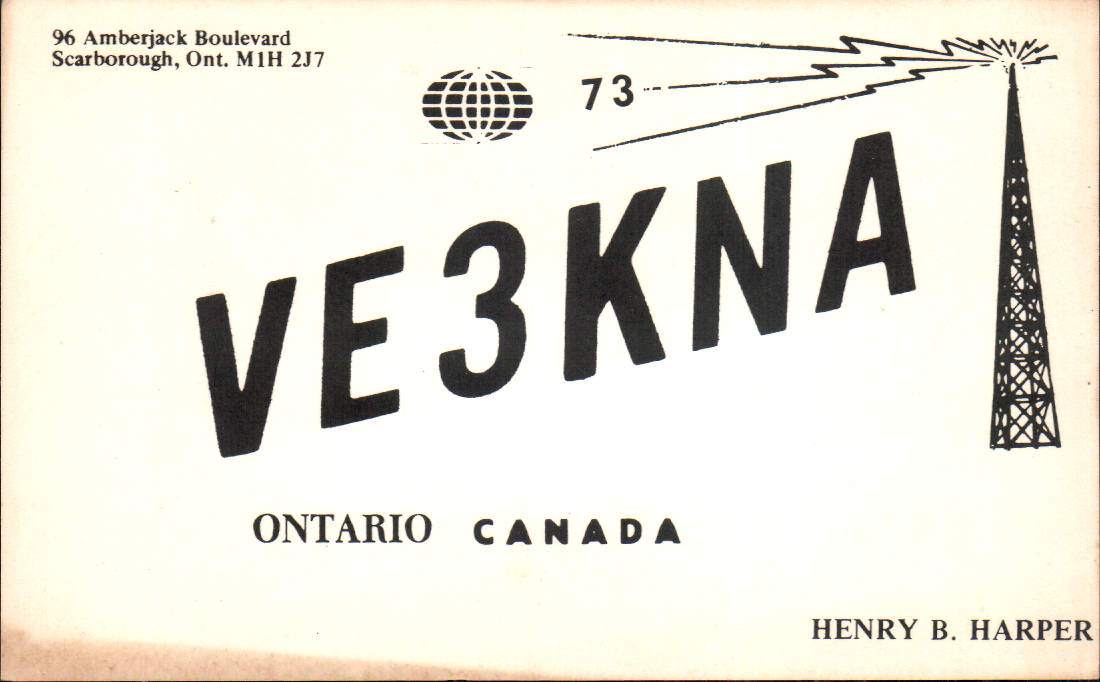 96 Amberjack Boulevard
Scarborough, Ont. M1H 2J7
73
VE3KNA
ONTARIO CANADA
HENRY B. HARPER